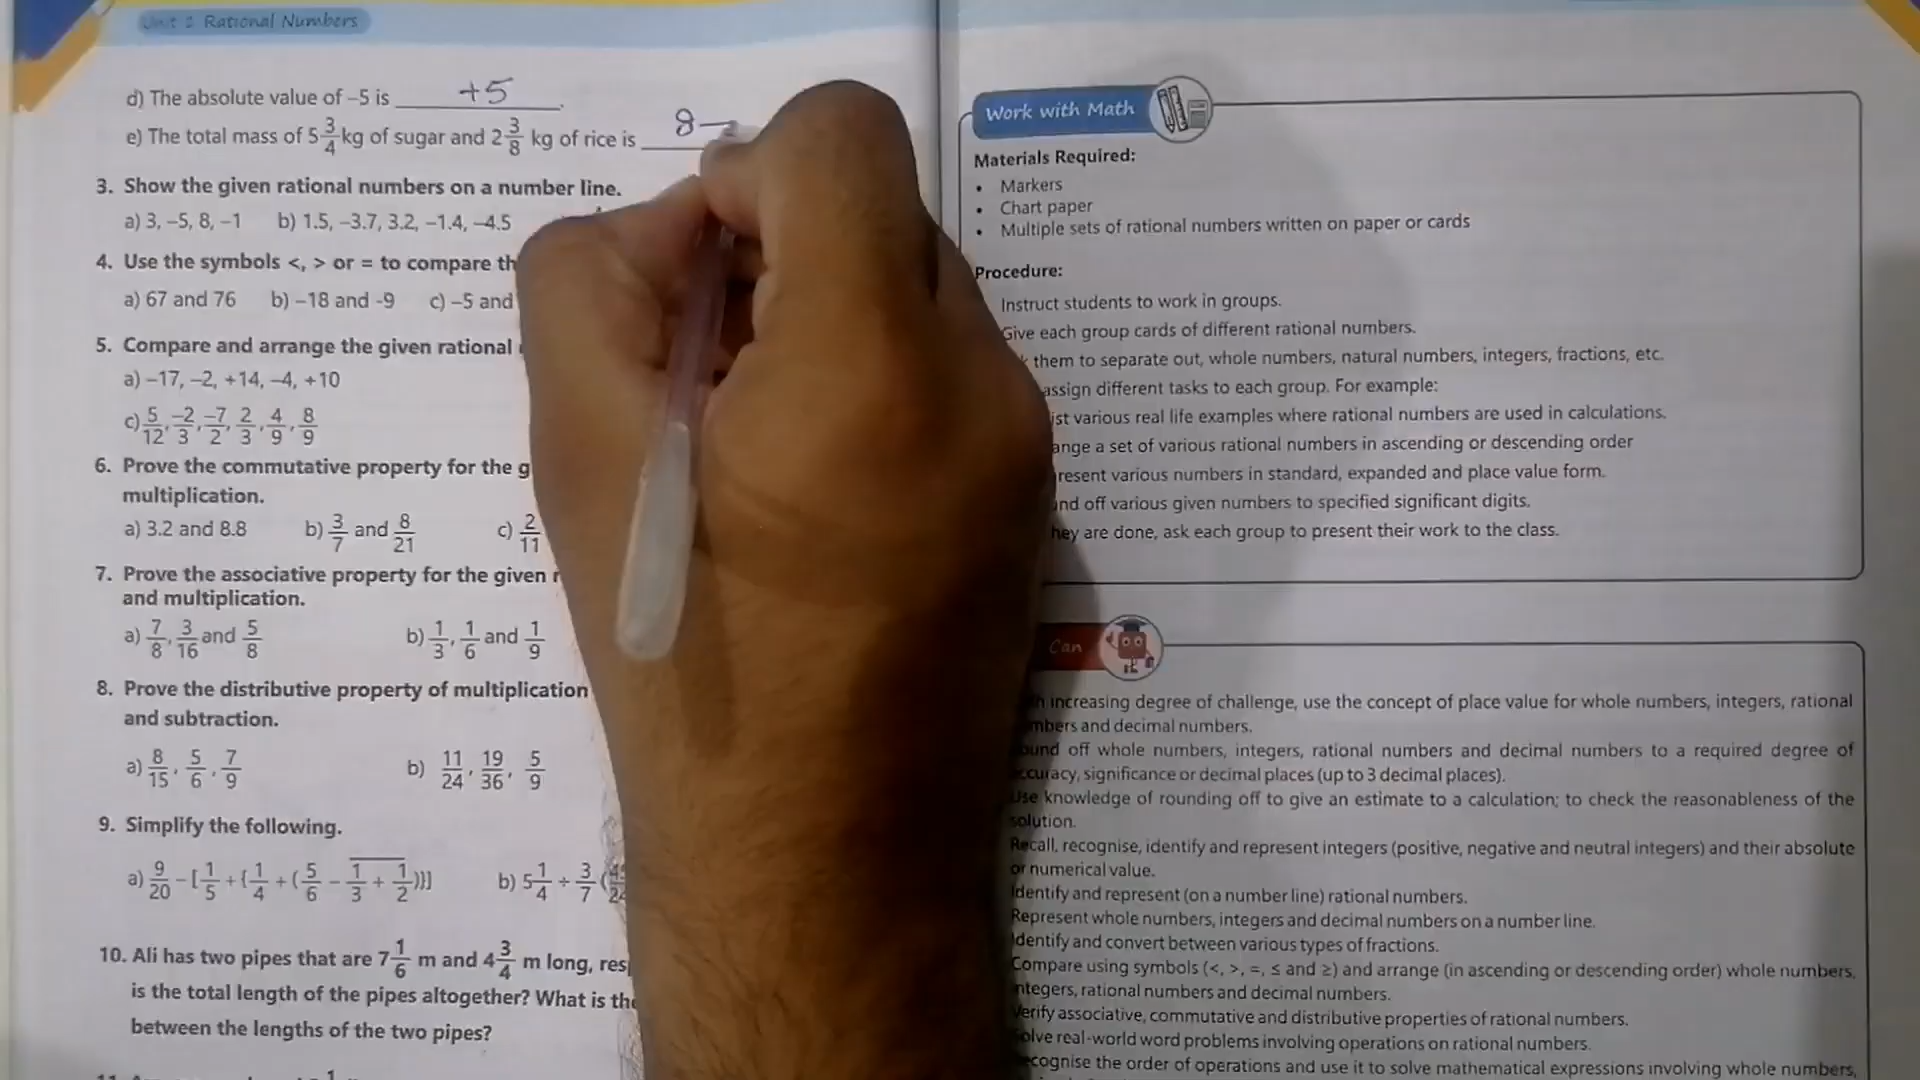 Unit 1 Rational Numbers
d) The absolute value of –5 is +5.
e) The total mass of 5 3/4 kg of sugar and 2 3/8 kg of rice is 8
3. Show the given rational numbers on a number line.
a) 3, –5, 8, –1 b) 1.5, –3.7, 3.2, –1.4, –4.5
4. Use the symbols <, > or = to compare
a) 67 and 76 b) –18 and -9 c) –5 and
5. Compare and arrange the given rational
a) –17, –2, +14, –4, +10
c) 5/12, –2/3, –7/2, 2/3, 4/9, 8/9
6. Prove the commutative property for the
multiplication.
a) 3.2 and 8.8 b) 3/7 and 8/21 c) 2/11
7. Prove the associative property for the given
and multiplication.
a) 7/8, 3/16 and 5/8 b) 1/3, 1/6 and 1/9
8. Prove the distributive property of multiplication
and subtraction.
a) 8/15, 5/6, 7/9 b) 11/24, 19/36, 5/9
9. Simplify the following.
a) 9/20 – [1/5 + {1/4 + (5/6 – 1/3 + 1/2)}] b) 5 1/4 ÷ 3/7 (
10. Ali has two pipes that are 7 1/6 m and 4 3/4 m long,
is the total length of the pipes altogether? What is
between the lengths of the two pipes?
Work with Math
Materials Required:
• Markers
• Chart paper
• Multiple sets of rational numbers written on paper or cards
Procedure:
Instruct students to work in groups.
Give each group cards of different rational numbers.
them to separate out, whole numbers, natural numbers, integers, fractions, etc.
assign different tasks to each group. For example:
various real life examples where rational numbers are used in calculations.
a set of various rational numbers in ascending or descending order
various numbers in standard, expanded and place value form.
off various given numbers to specified significant digits.
are done, ask each group to present their work to the class.
Can
increasing degree of challenge, use the concept of place value for whole numbers, integers, rational
and decimal numbers.
off whole numbers, integers, rational numbers and decimal numbers to a required degree of
accuracy, significance or decimal places (up to 3 decimal places).
Use knowledge of rounding off to give an estimate to a calculation; to check the reasonableness of the
solution.
Recall, recognise, identify and represent integers (positive, negative and neutral integers) and their absolute
or numerical value.
Identify and represent (on a number line) rational numbers.
Represent whole numbers, integers and decimal numbers on a number line.
Identify and convert between various types of fractions.
Compare using symbols (<, >, =, ≤ and ≥) and arrange (in ascending or descending order) whole numbers,
integers, rational numbers and decimal numbers.
Verify associative, commutative and distributive properties of rational numbers.
Solve real-world word problems involving operations on rational numbers.
Recognise the order of operations and use it to solve mathematical expressions involving whole numbers,